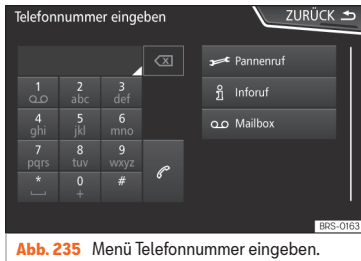 Telefonnummer eingeben
ZURÜCK
Pannenruf
1 2 3
abc def
Inforuf
4 5 6
ghi jkl mno
Mailbox
7 8 9
pqrs tuv wxyz
* 0 #
+
BRS-0163
Abb. 235 Menü Telefonnummer eingeben.